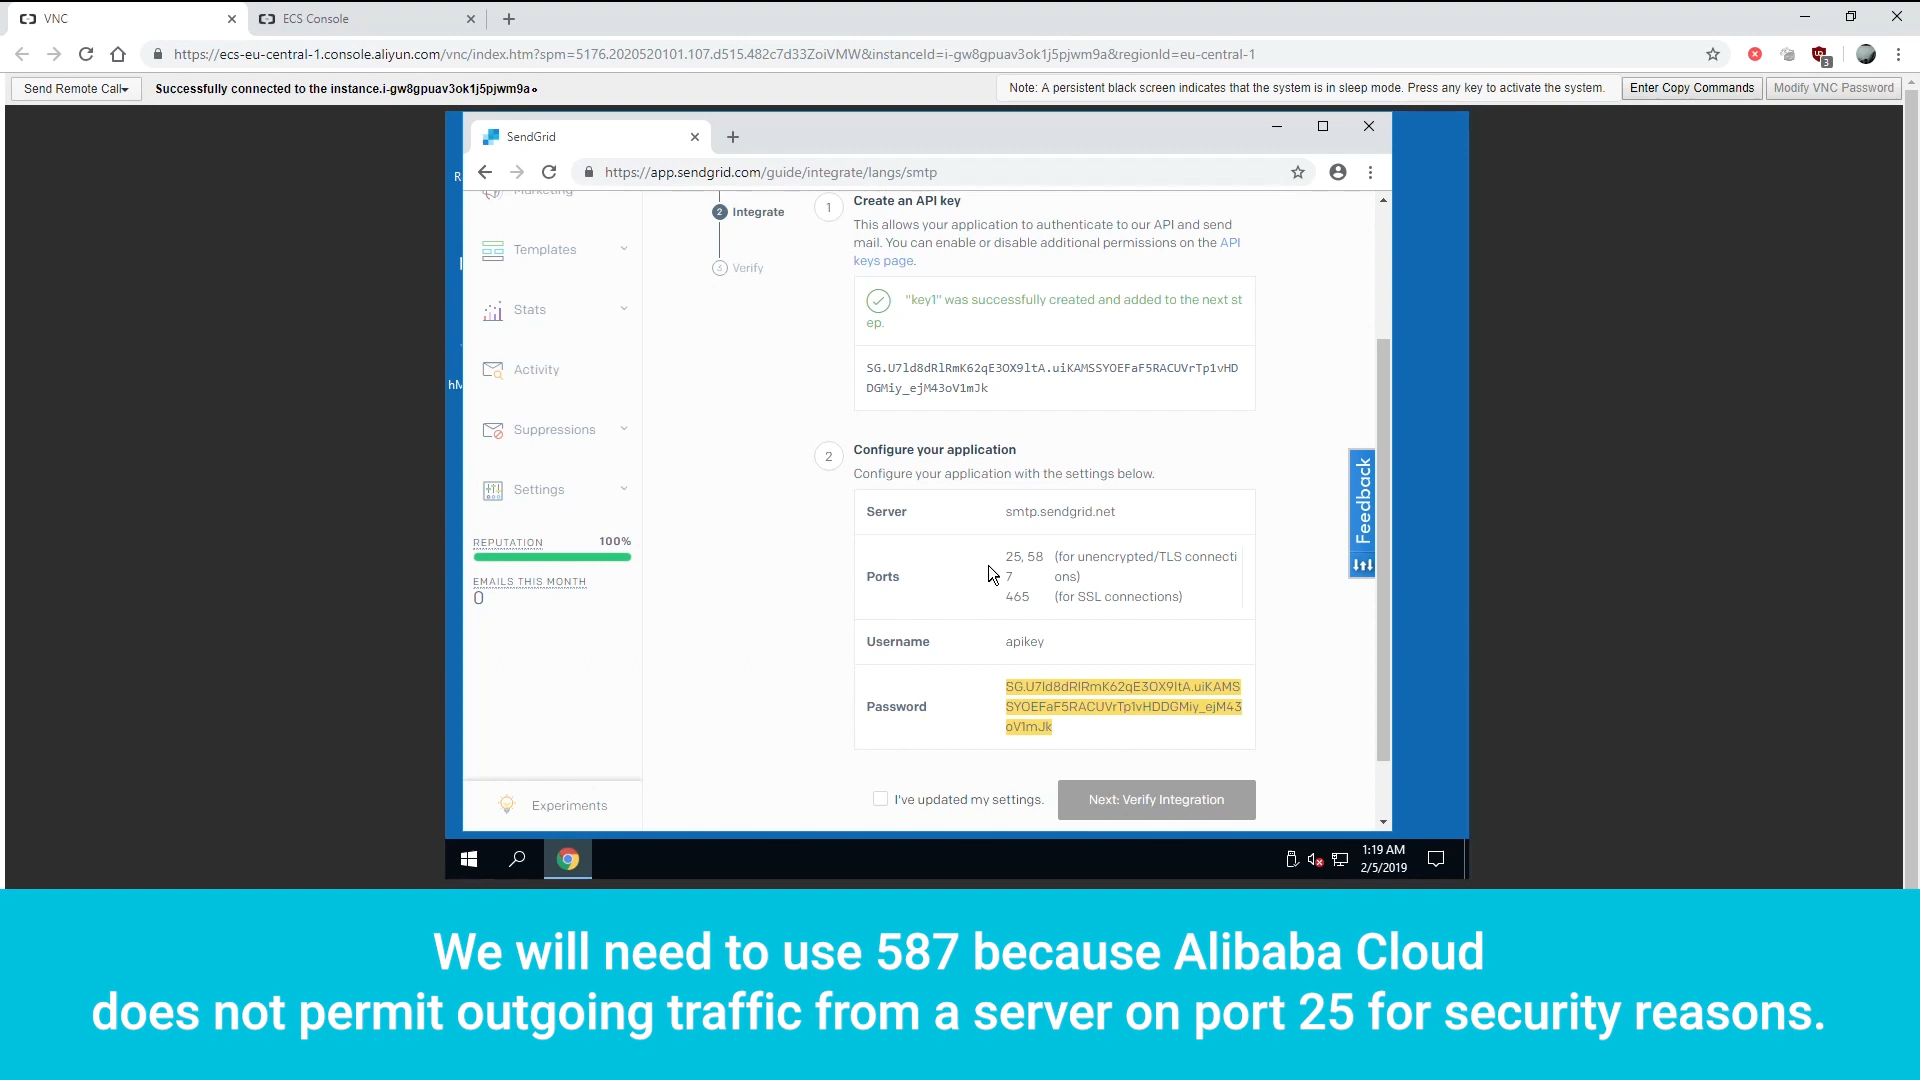 VNC
ECS Console
https://ecs-eu-central-1.console.aliyun.com/vnc/index.htm?spm=5176.2020520101.107.d515.482c7d33ZoiVMW&instanceId=i-gw8gpuav3ok1j5pjwm9a&regionId=eu-central-1
3
Send Remote Call
Successfully connected to the instance.i-gw8gpuav3ok1j5pjwm9a。
Note: A persistent black screen indicates that the system is in sleep mode. Press any key to activate the system.
Enter Copy Commands
Modify VNC Password
SendGrid
https://app.sendgrid.com/guide/integrate/langs/smtp
R
hM
Marketing
Templates
Stats
Activity
Suppressions
Settings
REPUTATION 100%
EMAILS THIS MONTH
0
Experiments
2 Integrate
3 Verify
1 Create an API key
This allows your application to authenticate to our API and send
mail. You can enable or disable additional permissions on the API
keys page.
"key1" was successfully created and added to the next st
ep.
SG.U7ld8dRlRmK62qE3OX9ltA.uiKAMSSYOEFaF5RACUVrTp1vHD
DGMiy_ejM43oV1mJk
2 Configure your application
Configure your application with the settings below.
Server smtp.sendgrid.net
Ports
25, 58 (for unencrypted/TLS connecti
7 ons)
465 (for SSL connections)
Username apikey
Password
SG.U7ld8dRlRmK62qE3OX9ltA.uiKAMS
SYOEFaF5RACUVrTp1vHDDGMiy_ejM43
oV1mJk
I've updated my settings.
Next: Verify Integration
Feedback
1:19 AM
2/5/2019
We will need to use 587 because Alibaba Cloud
does not permit outgoing traffic from a server on port 25 for security reasons.